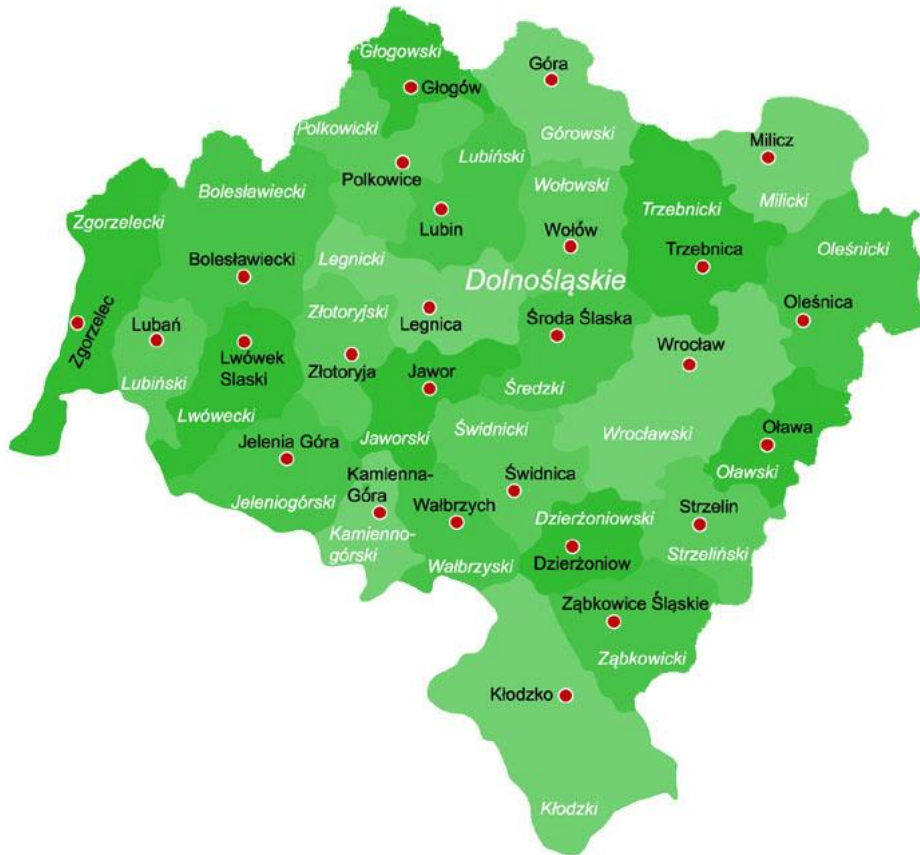 Głogowski
Głogów
Góra
Polkowicki
Górowski
Milicz
Lubiński
Polkowice
Bolesławiecki
Wołowski
Milicki
Trzebnicki
Zgorzelecki
Lubin
Wołów
Trzebnica
Oleśnicki
Bolesławiecki
Legnicki
Dolnośląskie
Złotoryjski
Legnica
Środa Ślaska
Oleśnica
Zgorzelec
Lubań
Lwówek
Slaski
Złotoryja
Jawor
Wrocław
Lubiński
Średzki
Lwówecki
Jaworski
Świdnicki
Wrocławski
Oława
Jelenia Góra
Oławski
Kamienna-
Góra
Świdnica
Jeleniogórski
Wałbrzych
Strzelin
Kamienno-
górski
Dzierżoniowski
Strzeliński
Wałbrzyski
Dzierżoniow
Ząbkowice Śląskie
Ząbkowicki
Kłodzko
Kłodzki